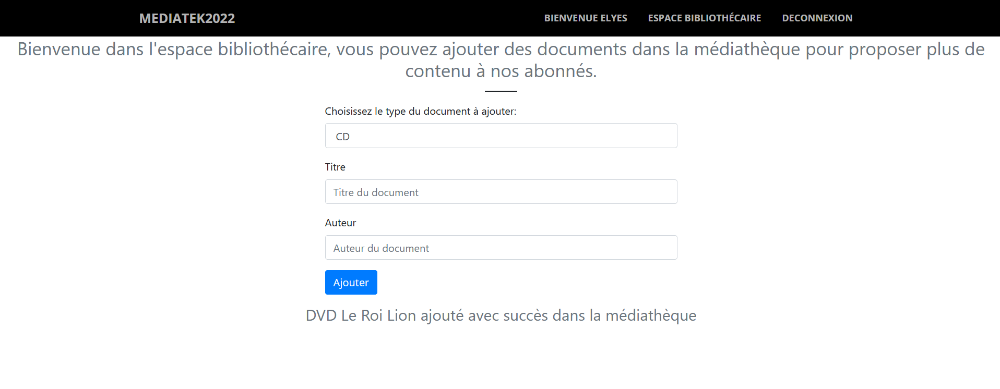 MEDIATEK2022
BIENVENUE ELYES
ESPACE BIBLIOTHÉCAIRE
DECONNEXION
Bienvenue dans l'espace bibliothécaire, vous pouvez ajouter des documents dans la médiathèque pour proposer plus de
contenu à nos abonnés.
Choisissez le type du document à ajouter:
CD
Titre
Titre du document
Auteur
Auteur du document
Ajouter
DVD Le Roi Lion ajouté avec succès dans la médiathèque